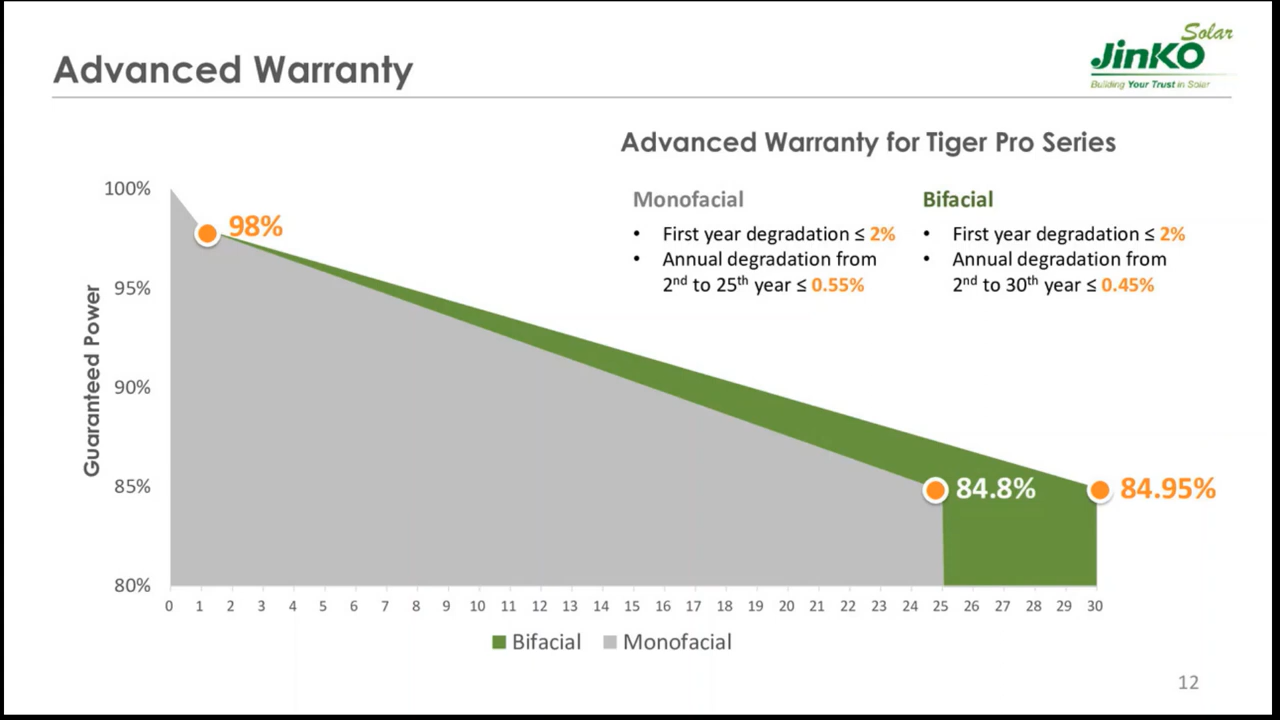 Advanced Warranty
Solar
JinKO
Building Your Trust in Solar
Advanced Warranty for Tiger Pro Series
Monofacial
• First year degradation ≤ 2%
• Annual degradation from
2nd to 25th year ≤ 0.55%
Bifacial
• First year degradation ≤ 2%
• Annual degradation from
2nd to 30th year ≤ 0.45%
Guaranteed Power
100%
95%
90%
85%
80%
98%
84.8%
84.95%
0 1 2 3 4 5 6 7 8 9 10 11 12 13 14 15 16 17 18 19 20 21 22 23 24 25 26 27 28 29 30
Bifacial Monofacial
12